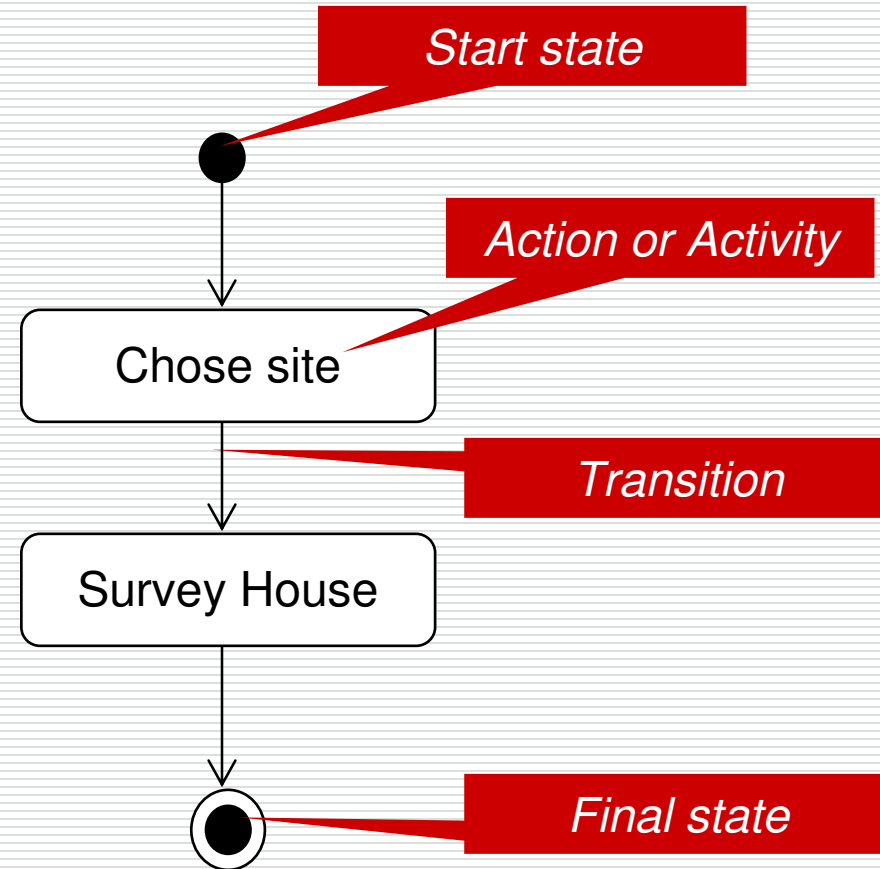 Start state
Action or Activity
Chose site
Transition
Survey House
Final state